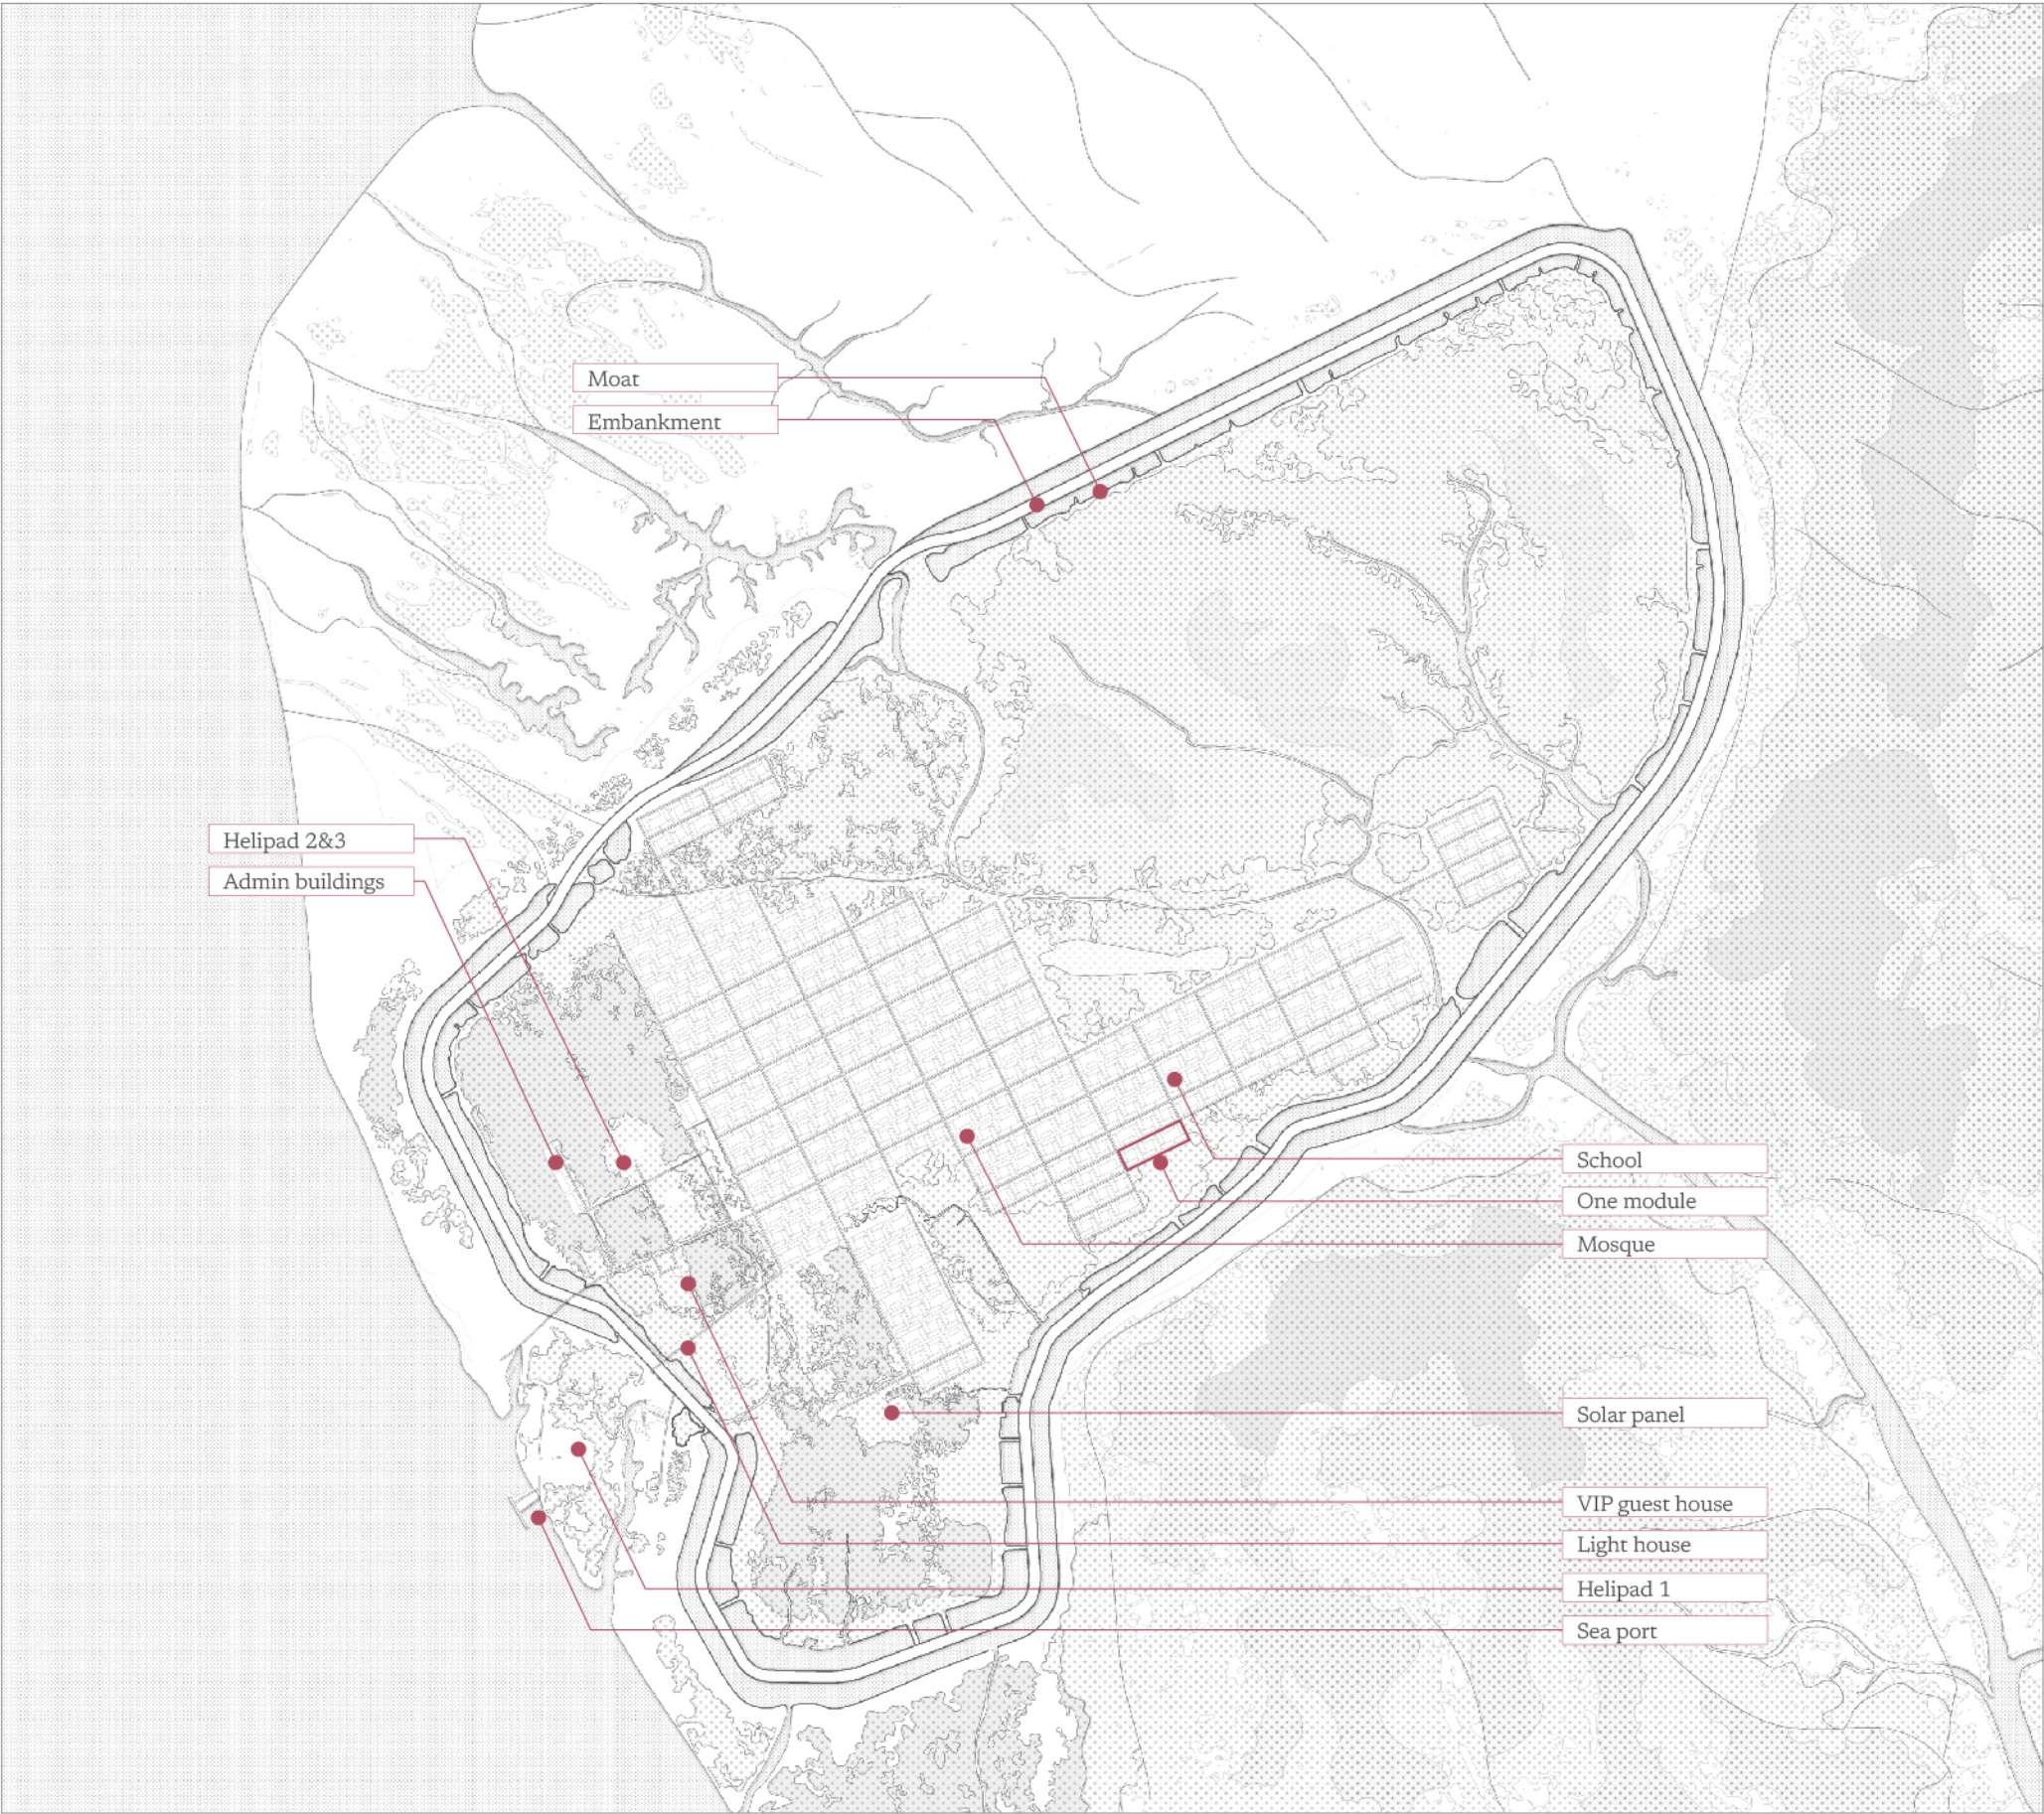 Moat
Embankment
Helipad 2&3
Admin buildings
School
One module
Mosque
Solar panel
VIP guest house
Light house
Helipad 1
Sea port